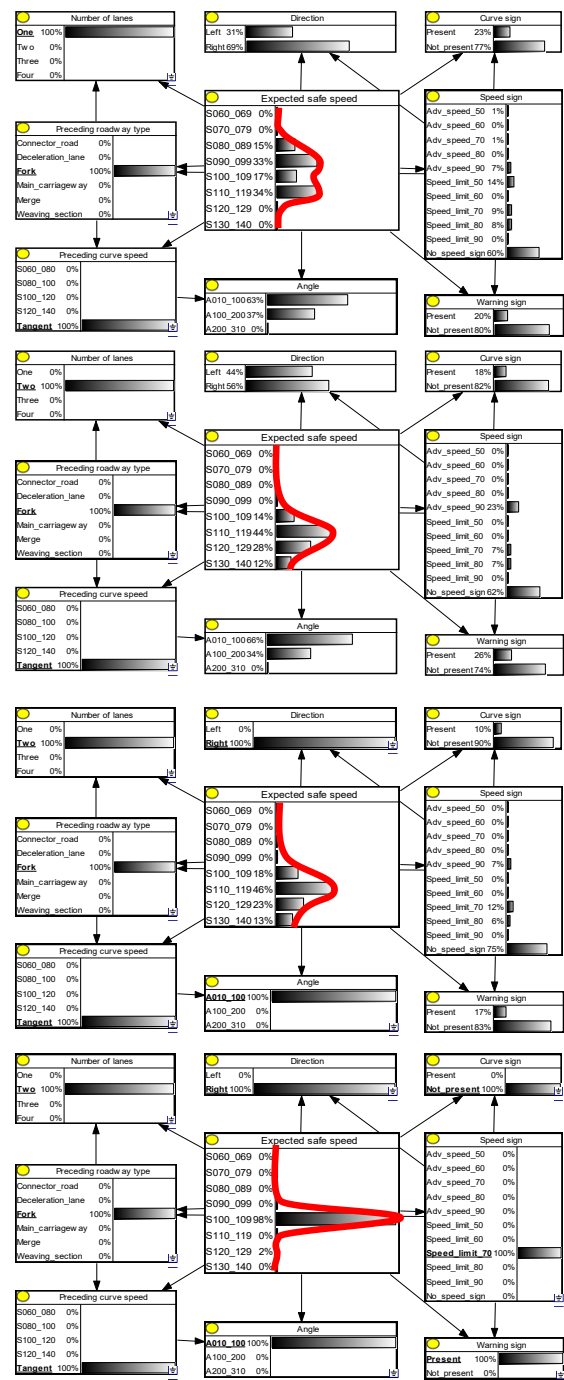 Number of lanes
One 100%
Two 0%
Three 0%
Four 0%
Direction
Left 31%
Right 69%
Curve sign
Present 23%
Not_present 77%
Preceding roadway type
Connector_road 0%
Deceleration_lane 0%
Fork 100%
Main_carriageway 0%
Merge 0%
Weaving_section 0%
Expected safe speed
S060_069 0%
S070_079 0%
S080_089 15%
S090_099 33%
S100_109 17%
S110_119 34%
S120_129 0%
S130_140 0%
Speed sign
Adv_speed_50 1%
Adv_speed_60 0%
Adv_speed_70 1%
Adv_speed_80 0%
Adv_speed_90 7%
Speed_limit_50 14%
Speed_limit_60 0%
Speed_limit_70 9%
Speed_limit_80 8%
Speed_limit_90 0%
No_speed_sign 60%
Preceding curve speed
S060_080 0%
S080_100 0%
S100_120 0%
S120_140 0%
Tangent 100%
Angle
A010_100 63%
A100_200 37%
A200_310 0%
Warning sign
Present 20%
Not_present 80%
Number of lanes
One 0%
Two 100%
Three 0%
Four 0%
Direction
Left 44%
Right 56%
Curve sign
Present 18%
Not_present 82%
Preceding roadway type
Connector_road 0%
Deceleration_lane 0%
Fork 100%
Main_carriageway 0%
Merge 0%
Weaving_section 0%
Expected safe speed
S060_069 0%
S070_079 0%
S080_089 0%
S090_099 0%
S100_109 14%
S110_119 44%
S120_129 28%
S130_140 12%
Speed sign
Adv_speed_50 0%
Adv_speed_60 0%
Adv_speed_70 0%
Adv_speed_80 0%
Adv_speed_90 23%
Speed_limit_50 0%
Speed_limit_60 0%
Speed_limit_70 7%
Speed_limit_80 7%
Speed_limit_90 0%
No_speed_sign 62%
Preceding curve speed
S060_080 0%
S080_100 0%
S100_120 0%
S120_140 0%
Tangent 100%
Angle
A010_100 66%
A100_200 34%
A200_310 0%
Warning sign
Present 26%
Not_present 74%
Number of lanes
One 0%
Two 100%
Three 0%
Four 0%
Direction
Left 0%
Right 100%
Curve sign
Present 10%
Not_present 90%
Preceding roadway type
Connector_road 0%
Deceleration_lane 0%
Fork 100%
Main_carriageway 0%
Merge 0%
Weaving_section 0%
Expected safe speed
S060_069 0%
S070_079 0%
S080_089 0%
S090_099 0%
S100_109 18%
S110_119 46%
S120_129 23%
S130_140 13%
Speed sign
Adv_speed_50 0%
Adv_speed_60 0%
Adv_speed_70 0%
Adv_speed_80 0%
Adv_speed_90 7%
Speed_limit_50 0%
Speed_limit_60 0%
Speed_limit_70 12%
Speed_limit_80 6%
Speed_limit_90 0%
No_speed_sign 75%
Preceding curve speed
S060_080 0%
S080_100 0%
S100_120 0%
S120_140 0%
Tangent 100%
Angle
A010_100 100%
A100_200 0%
A200_310 0%
Warning sign
Present 17%
Not_present 83%
Number of lanes
One 0%
Two 100%
Three 0%
Four 0%
Direction
Left 0%
Right 100%
Curve sign
Present 0%
Not_present 100%
Preceding roadway type
Connector_road 0%
Deceleration_lane 0%
Fork 100%
Main_carriageway 0%
Merge 0%
Weaving_section 0%
Expected safe speed
S060_069 0%
S070_079 0%
S080_089 0%
S090_099 0%
S100_109 98%
S110_119 0%
S120_129 2%
S130_140 0%
Speed sign
Adv_speed_50 0%
Adv_speed_60 0%
Adv_speed_70 0%
Adv_speed_80 0%
Adv_speed_90 0%
Speed_limit_50 0%
Speed_limit_60 0%
Speed_limit_70 100%
Speed_limit_80 0%
Speed_limit_90 0%
No_speed_sign 0%
Preceding curve speed
S060_080 0%
S080_100 0%
S100_120 0%
S120_140 0%
Tangent 100%
Angle
A010_100 100%
A100_200 0%
A200_310 0%
Warning sign
Present 100%
Not_present 0%